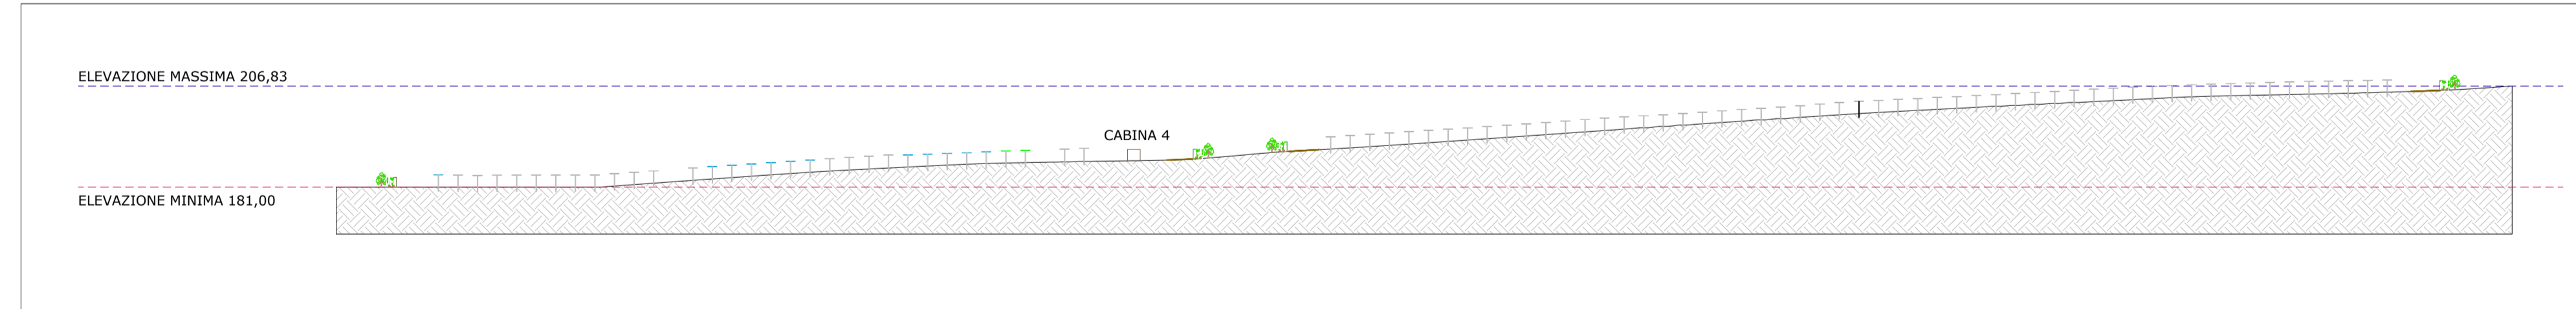 ELEVAZIONE MASSIMA 206,83
CABINA 4
ELEVAZIONE MINIMA 181,00